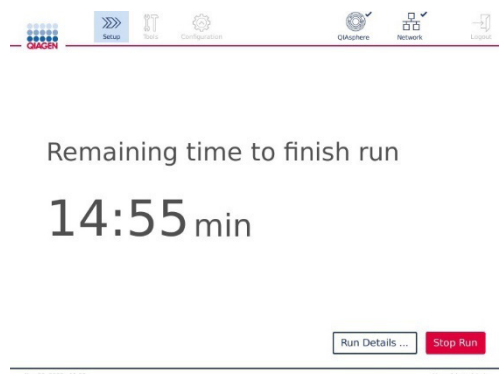 QIAGEN
Setup
Tools
Configuration
QIAsphere
Network
Logout
Remaining time to finish run
14:55 min
Run Details ...
Stop Run